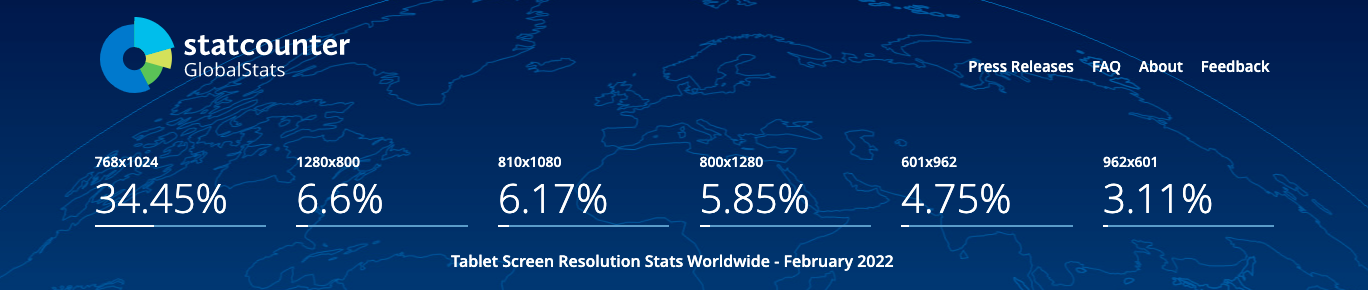 statcounter
GlobalStats
Press Releases FAQ About Feedback
768x1024 1280x800 810x1080 800x1280 601x962 962x601
34.45% 6.6% 6.17% 5.85% 4.75% 3.11%
Tablet Screen Resolution Stats Worldwide - February 2022